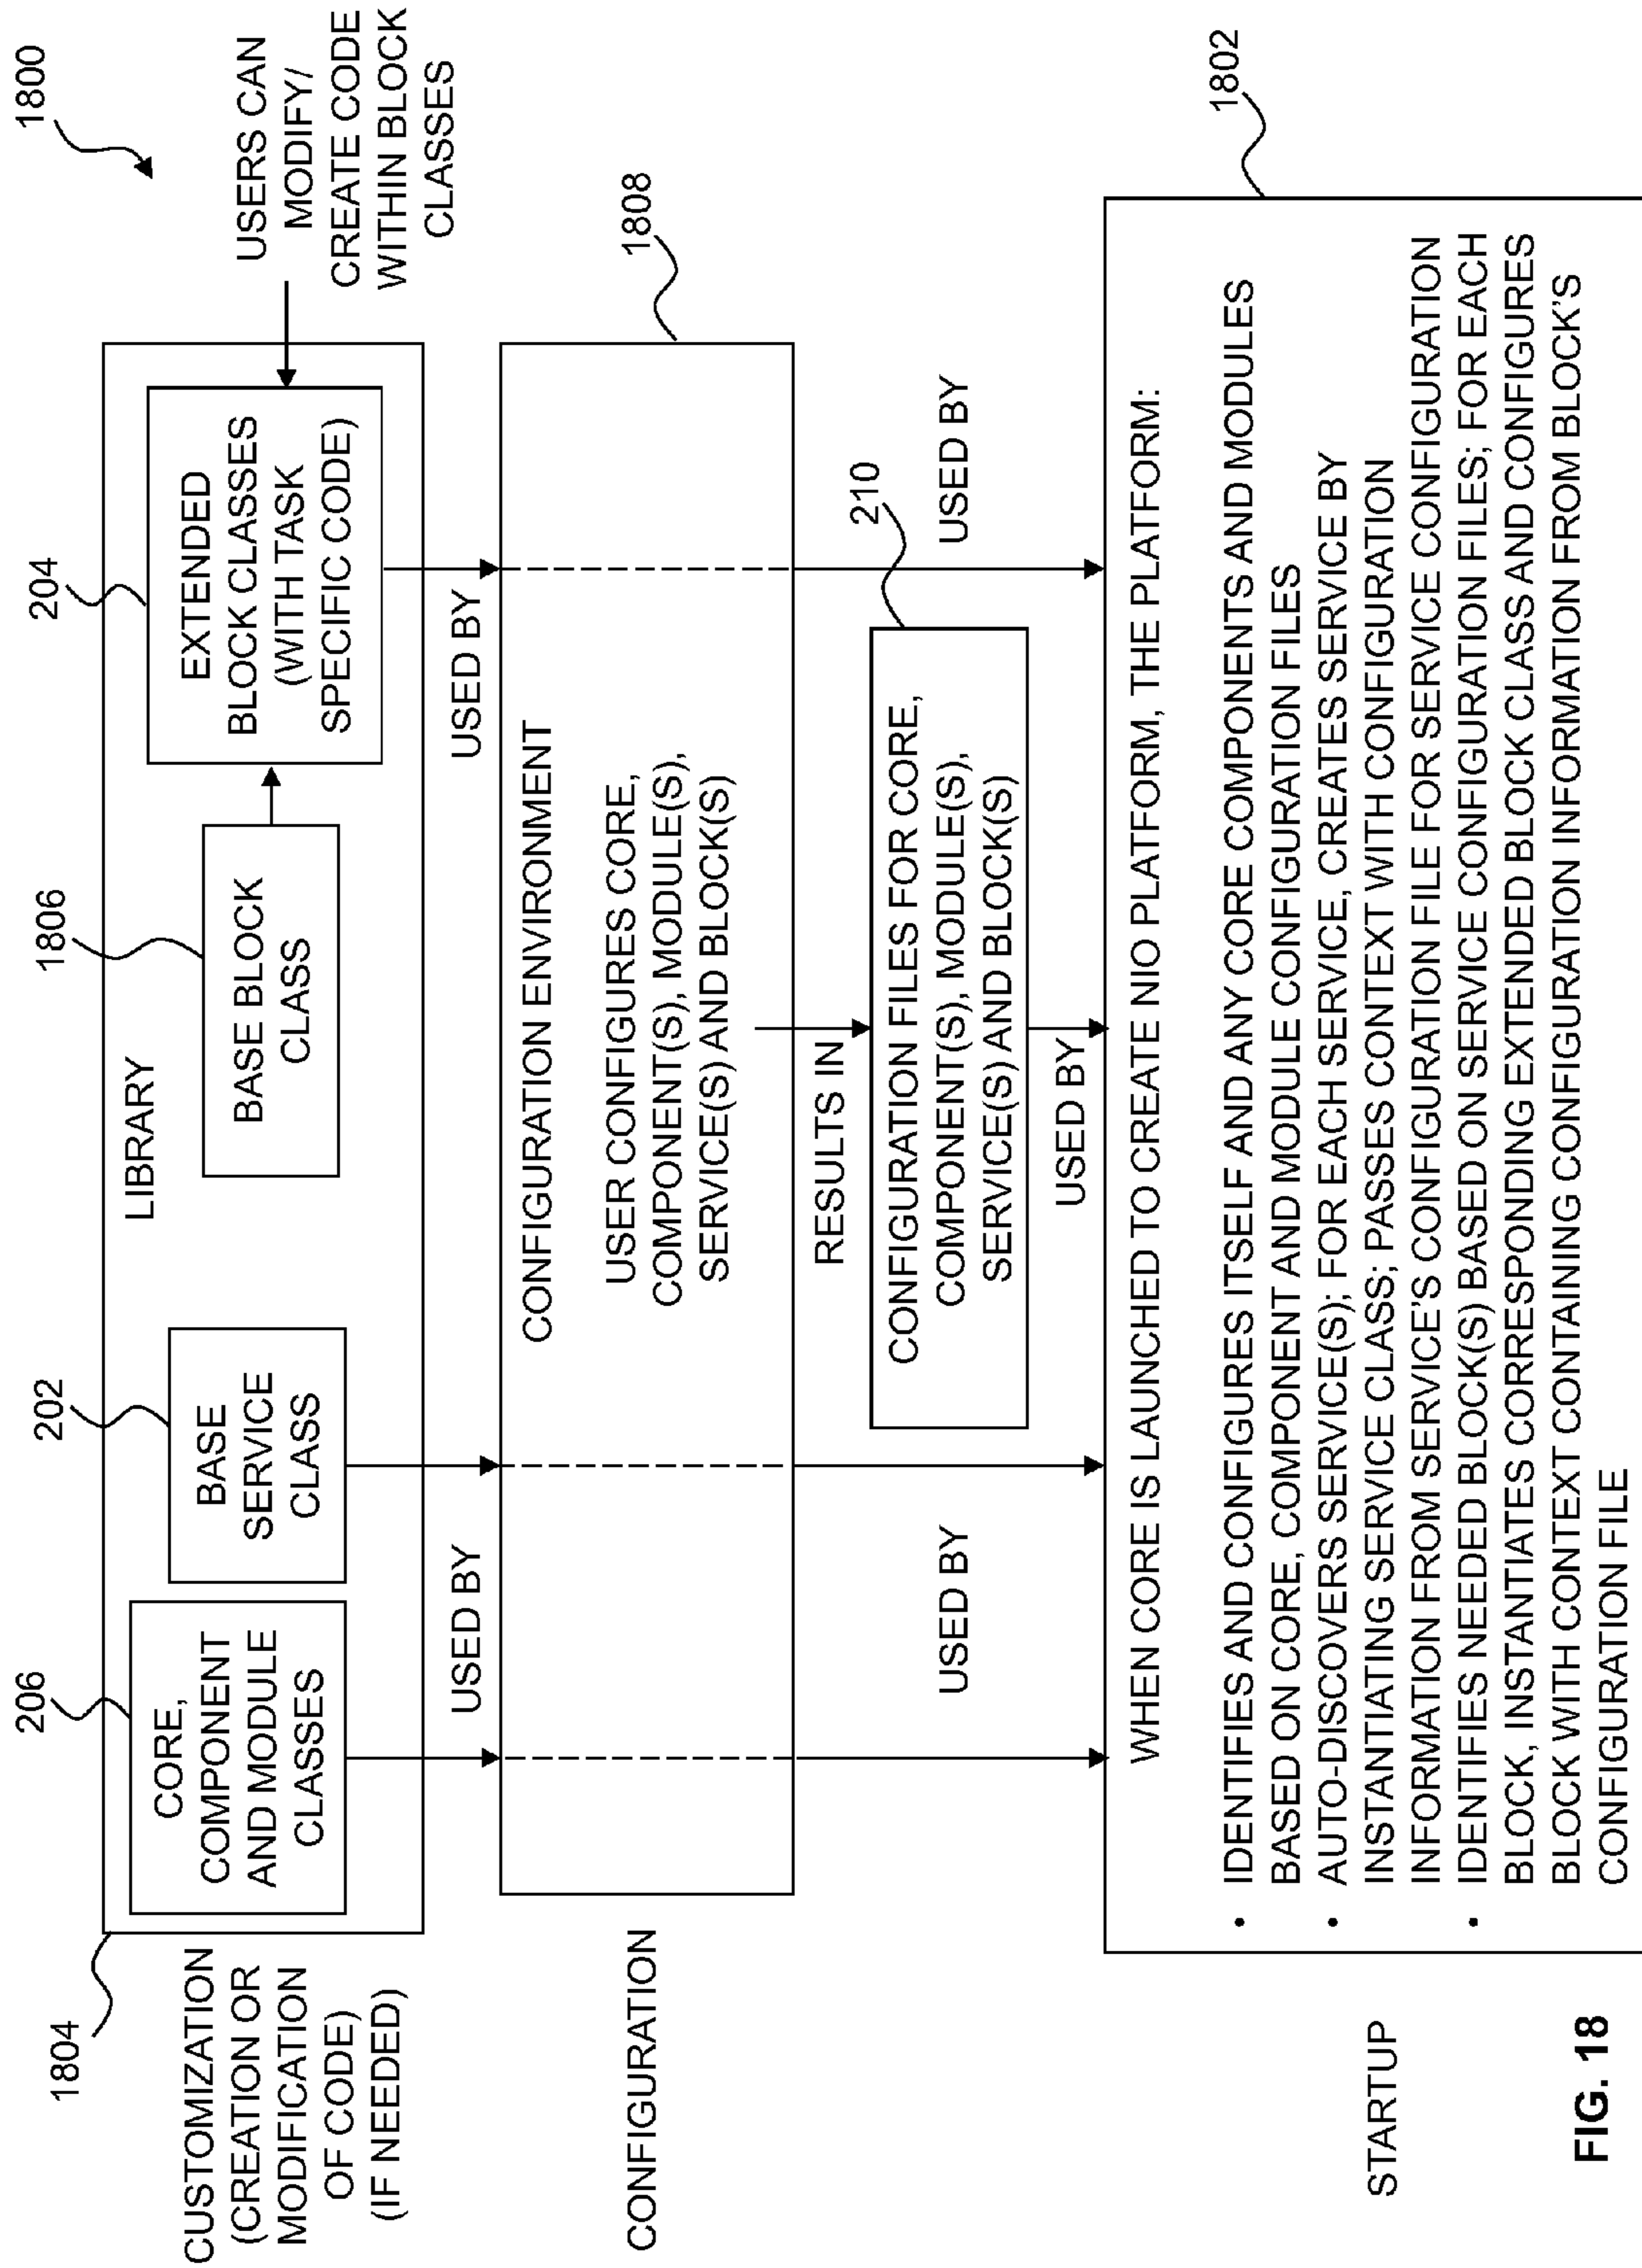 1800
1804
CUSTOMIZATION
(CREATION OR
MODIFICATION
OF CODE)
(IF NEEDED)
LIBRARY
206
CORE,
COMPONENT
AND MODULE
CLASSES
202
BASE
SERVICE
CLASS
1806
BASE BLOCK
CLASS
204
EXTENDED
BLOCK CLASSES
(WITH TASK
SPECIFIC CODE)
USERS CAN
MODIFY/
CREATE CODE
WITHIN BLOCK
CLASSES
USED BY
USED BY
CONFIGURATION
1808
CONFIGURATION ENVIRONMENT
USER CONFIGURES CORE,
COMPONENT(S), MODULE(S),
SERVICE(S) AND BLOCK(S)
RESULTS IN
210
CONFIGURATION FILES FOR CORE,
COMPONENT(S), MODULE(S),
SERVICE(S) AND BLOCK(S)
USED BY
USED BY
USED BY
STARTUP
1802
WHEN CORE IS LAUNCHED TO CREATE NIO PLATFORM, THE PLATFORM:
• IDENTIFIES AND CONFIGURES ITSELF AND ANY CORE COMPONENTS AND MODULES
BASED ON CORE, COMPONENT AND MODULE CONFIGURATION FILES
• AUTO-DISCOVERS SERVICE(S); FOR EACH SERVICE, CREATES SERVICE BY
INSTANTIATING SERVICE CLASS; PASSES CONTEXT WITH CONFIGURATION
INFORMATION FROM SERVICE'S CONFIGURATION FILE FOR SERVICE CONFIGURATION
• IDENTIFIES NEEDED BLOCK(S) BASED ON SERVICE CONFIGURATION FILES; FOR EACH
BLOCK, INSTANTIATES CORRESPONDING EXTENDED BLOCK CLASS AND CONFIGURES
BLOCK WITH CONTEXT CONTAINING CONFIGURATION INFORMATION FROM BLOCK'S
CONFIGURATION FILE
FIG. 18